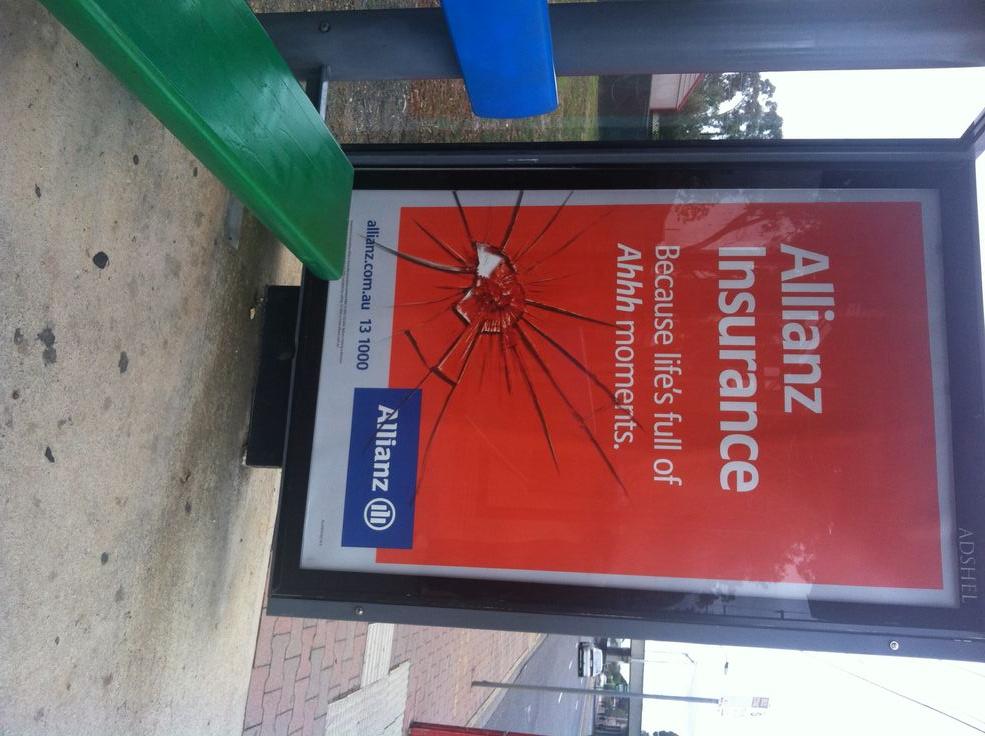 ADSHEL
Allianz
Insurance
Because life's full of
Ahhh moments.
Allianz
allianz.com.au 13 1000